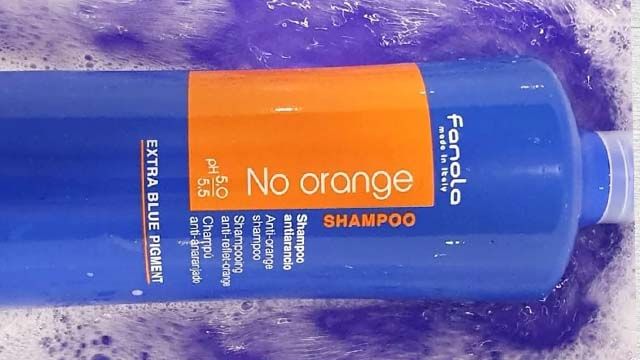 fanola
made in italy
No orange
SHAMPOO
pH 5.0
5.5
Shampoo
antiarancio
Anti-orange
shampoo
Shampooing
anti-reflet-orange
Champú
anti-anaranjado
EXTRA BLUE PIGMENT